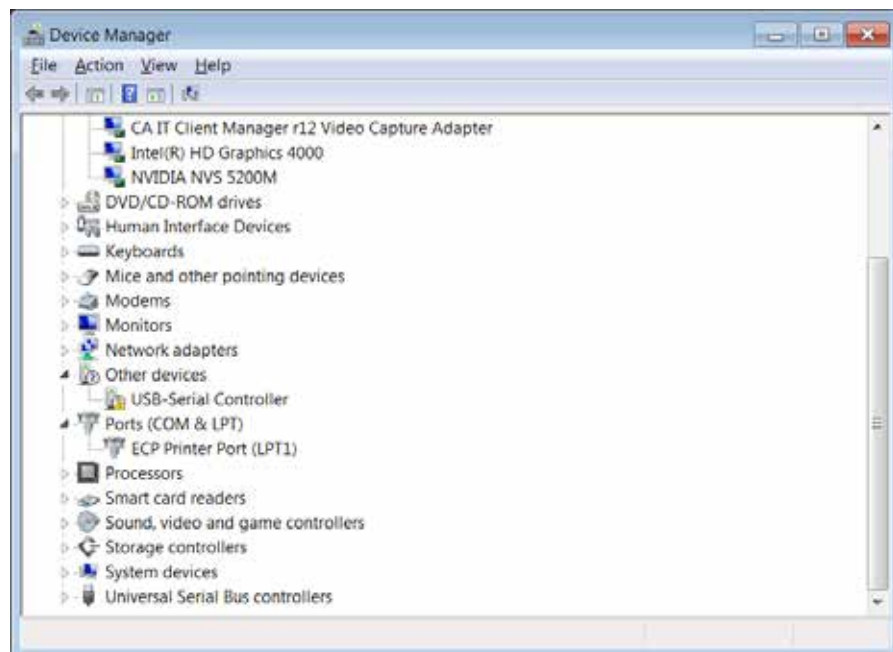 Device Manager
File Action View Help
CA IT Client Manager r12 Video Capture Adapter
Intel(R) HD Graphics 4000
NVIDIA NVS 5200M
DVD/CD-ROM drives
Human Interface Devices
Keyboards
Mice and other pointing devices
Modems
Monitors
Network adapters
Other devices
USB-Serial Controller
Ports (COM & LPT)
ECP Printer Port (LPT1)
Processors
Smart card readers
Sound, video and game controllers
Storage controllers
System devices
Universal Serial Bus controllers